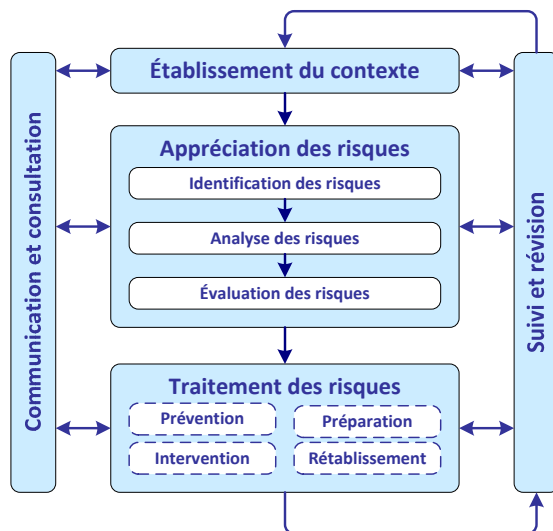 Établissement du contexte
Communication et consultation
Appréciation des risques
Identification des risques
Analyse des risques
Évaluation des risques
Suivi et révision
Traitement des risques
Prévention
Préparation
Intervention
Rétablissement